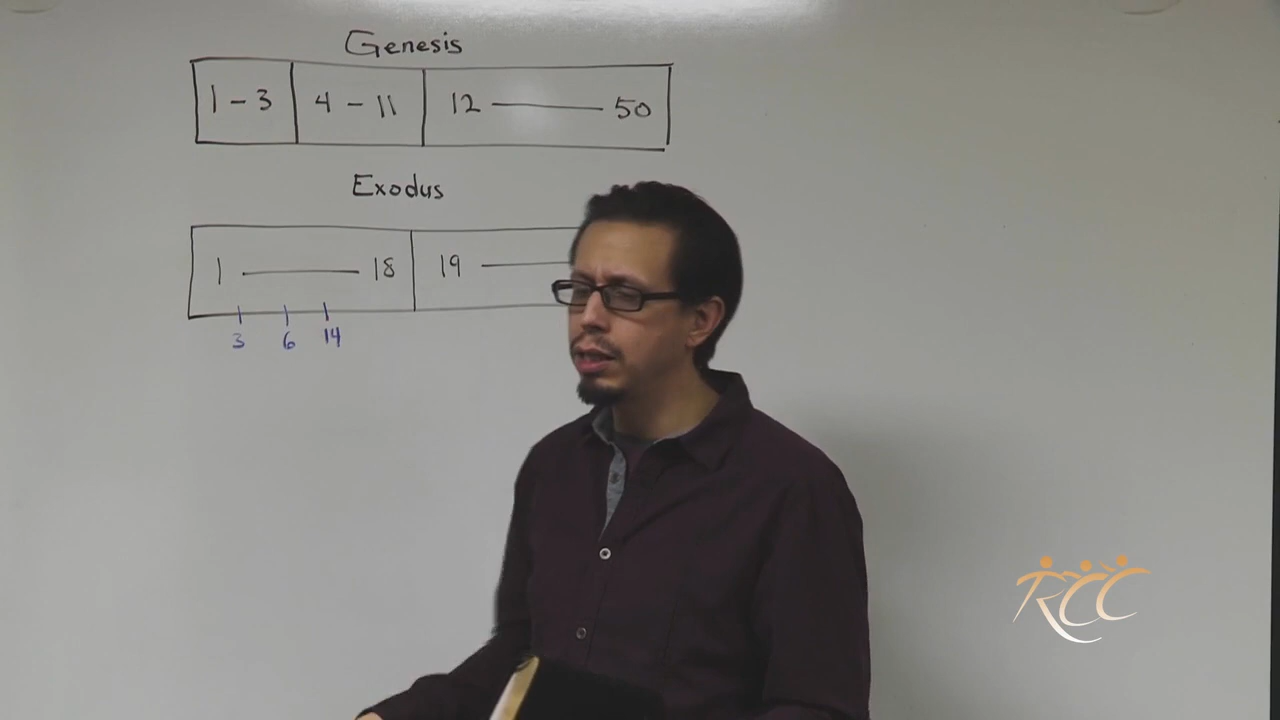 Genesis
1 - 3 4 - 11 12 — 50
Exodus
1 — 18 19 —
3 6 14
RCC